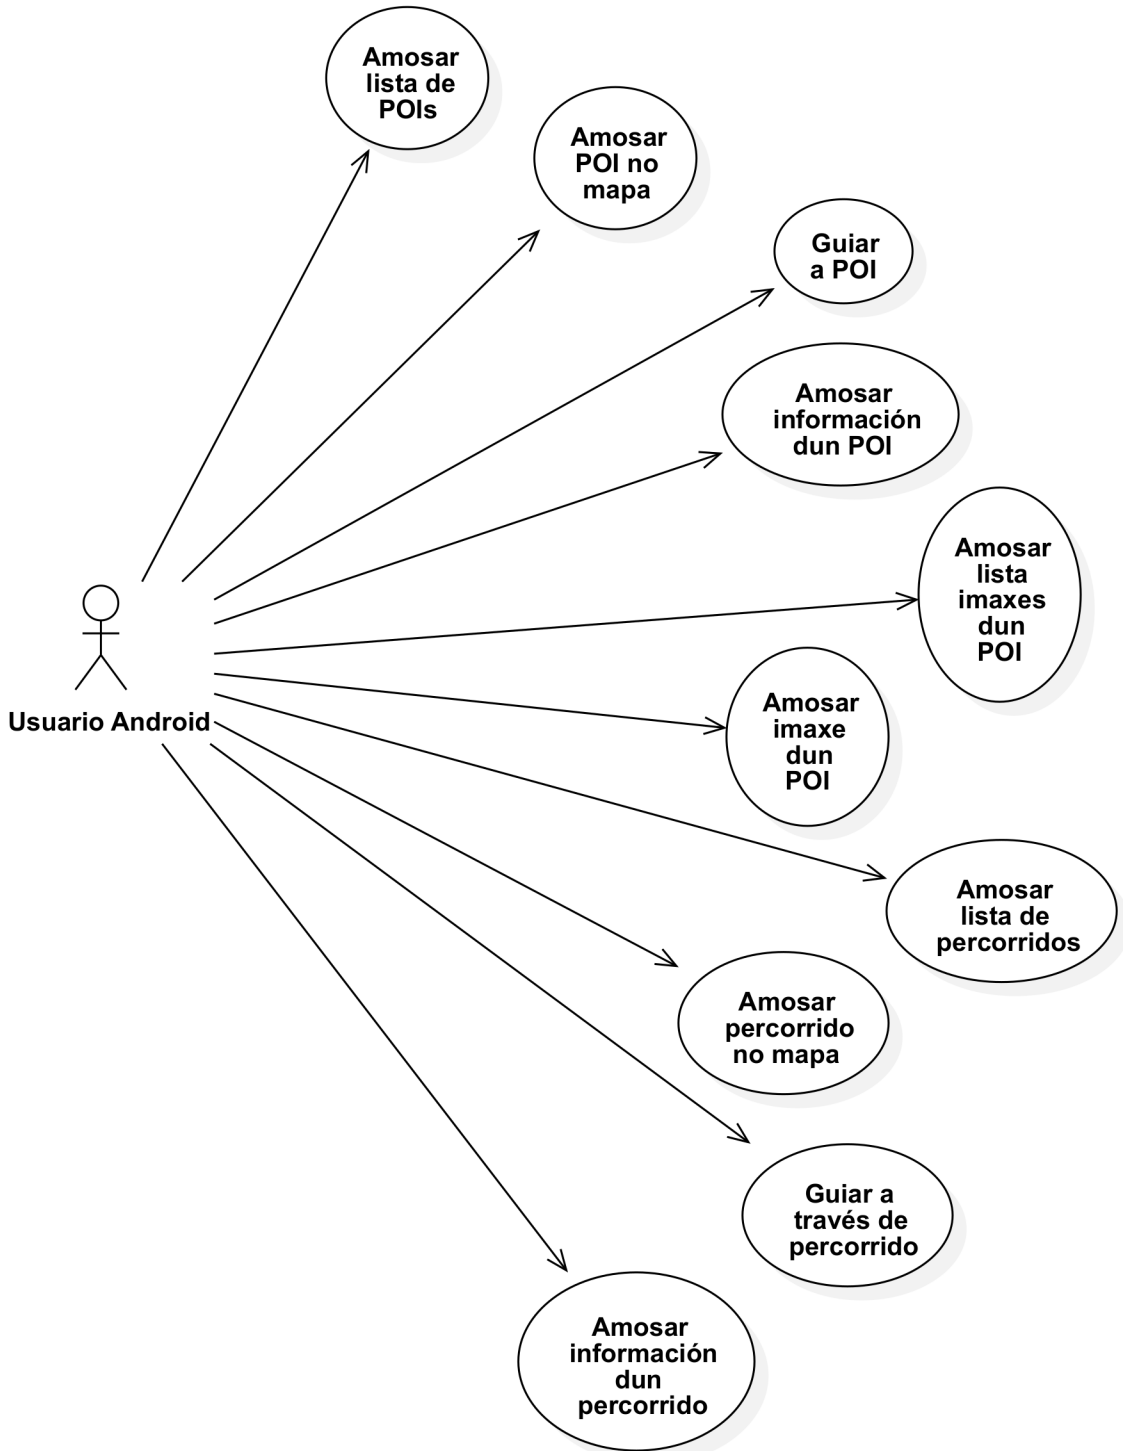 Amosar
lista de
POIs
Amosar
POI no
mapa
Guiar
a POI
Amosar
información
dun POI
Amosar
lista
imaxes
dun
POI
Usuario Android
Amosar
imaxe
dun
POI
Amosar
lista de
percorridos
Amosar
percorrido
no mapa
Guiar a
través de
percorrido
Amosar
información
dun
percorrido